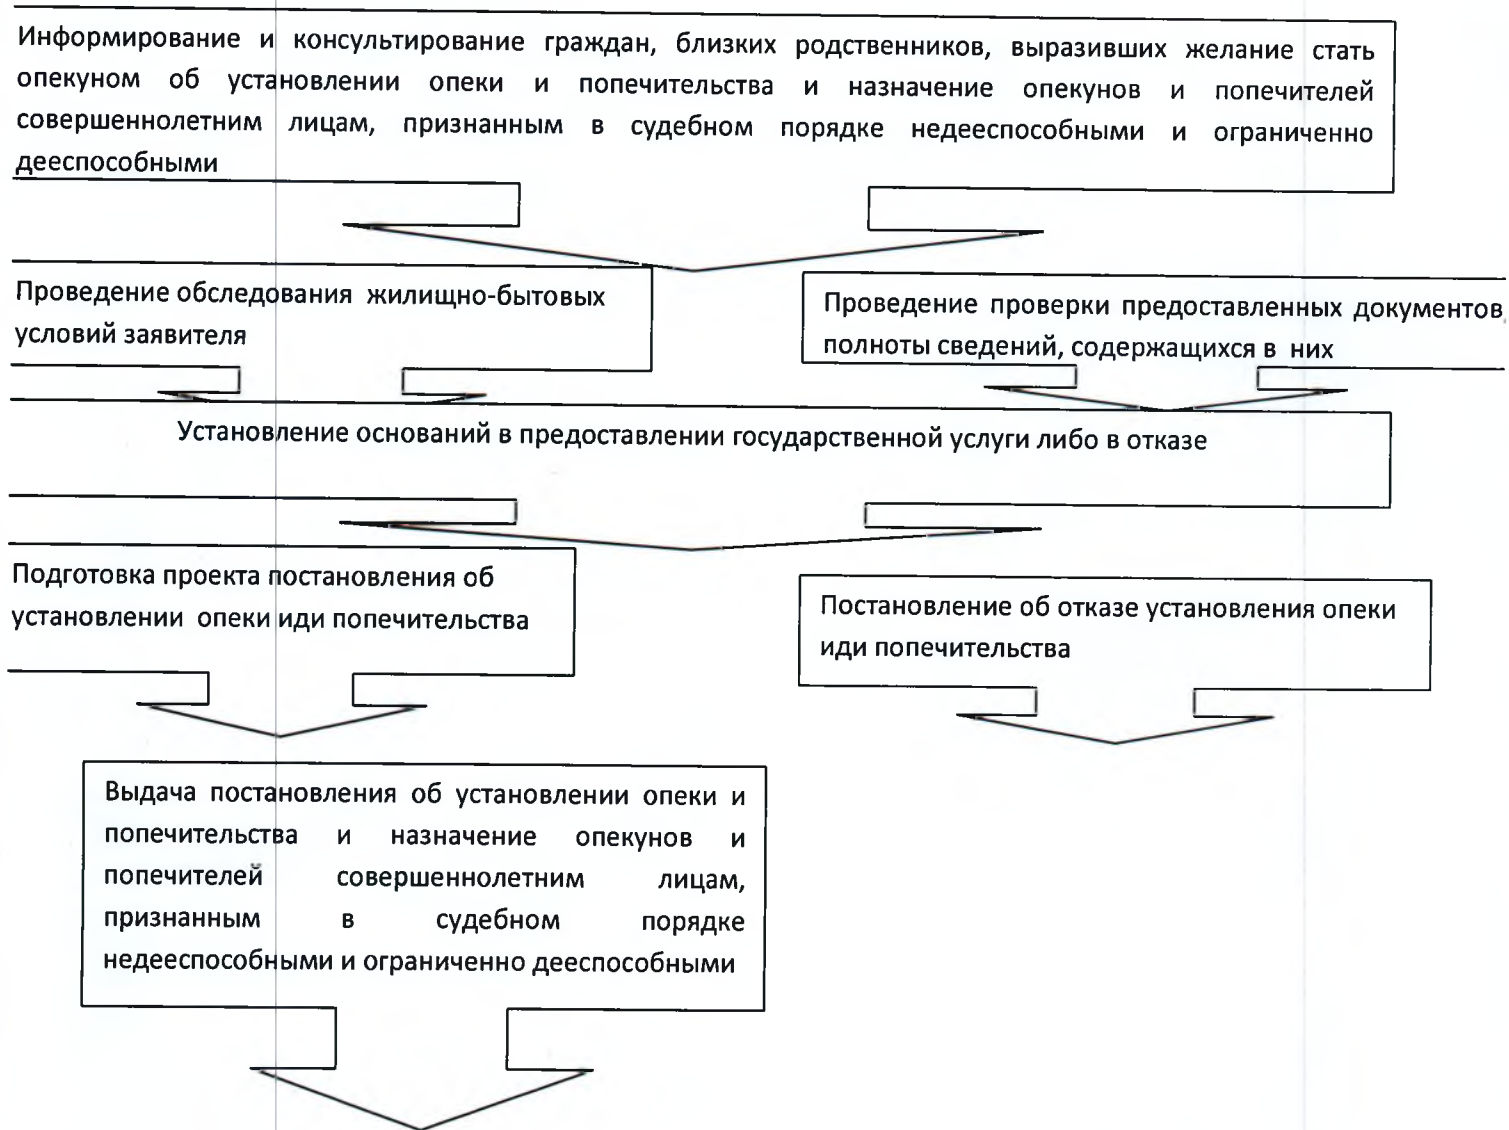 Информирование и консультирование граждан, близких родственников, выразивших желание стать
опекуном об установлении опеки и попечительства и назначение опекунов и попечителей
совершеннолетним лицам, признанным в судебном порядке недееспособными и ограниченно
дееспособными
Проведение обследования жилищно-бытовых
условий заявителя
Проведение проверки предоставленных документов,
полноты сведений, содержащихся в них
Установление оснований в предоставлении государственной услуги либо в отказе
Подготовка проекта постановления об
установлении опеки иди попечительства
Постановление об отказе установления опеки
иди попечительства
Выдача постановления об установлении опеки и
попечительства и назначение опекунов и
попечителей совершеннолетним лицам,
признанным в судебном порядке
недееспособными и ограниченно дееспособными